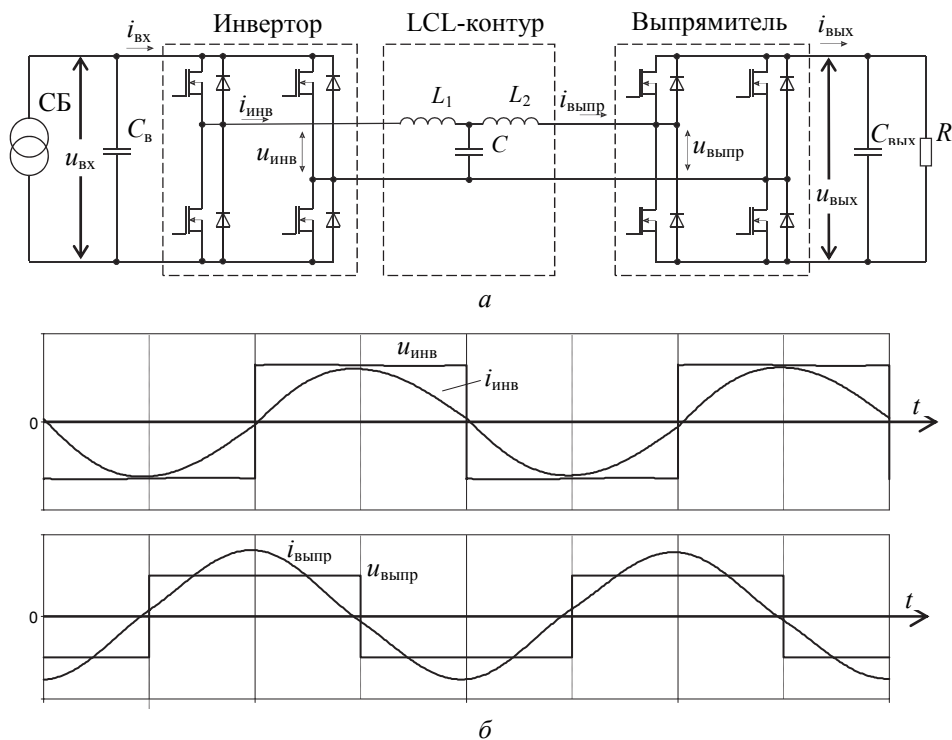 Инвертор
LCL-контур
Выпрямитель
iвх
iвых
СБ
Cв
uвх
iинв
uинв
L1
L2
C
iвыпр
uвыпр
Cвых
R
uвых
а
uинв
iинв
t
0
iвыпр
uвыпр
t
0
б